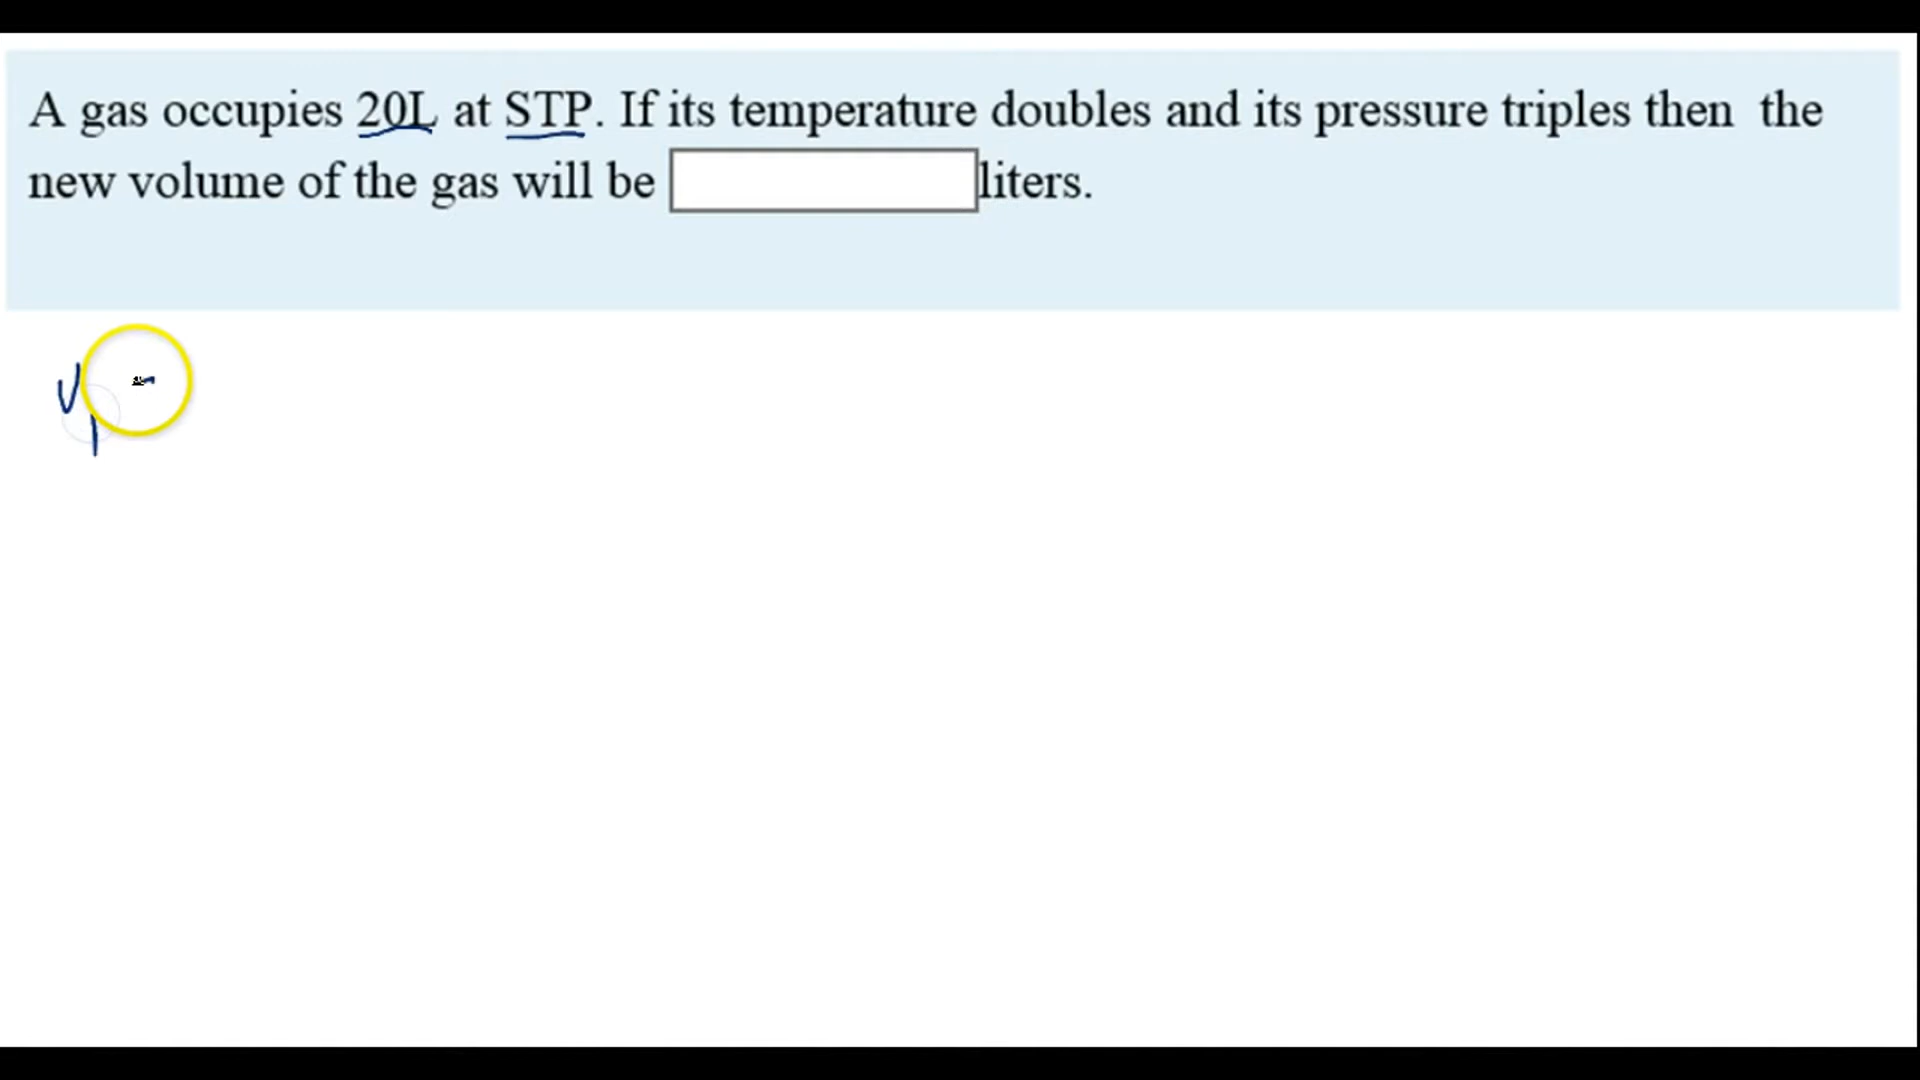 A gas occupies 20L at STP. If its temperature doubles and its pressure triples then the
new volume of the gas will be liters.
V1 -